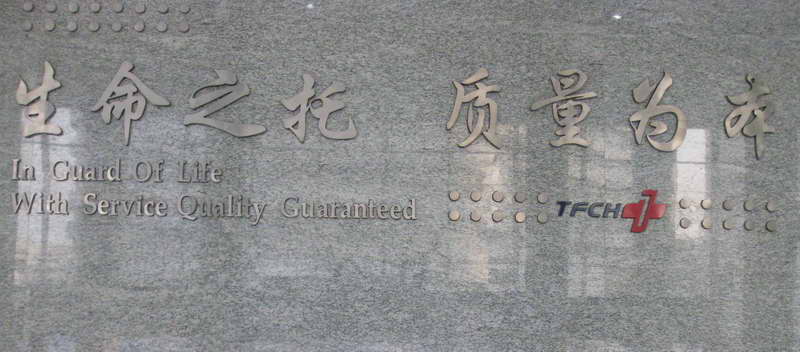 生命之托 质量为本
In Guard Of Life
With Service Quality Guaranteed
TFCH